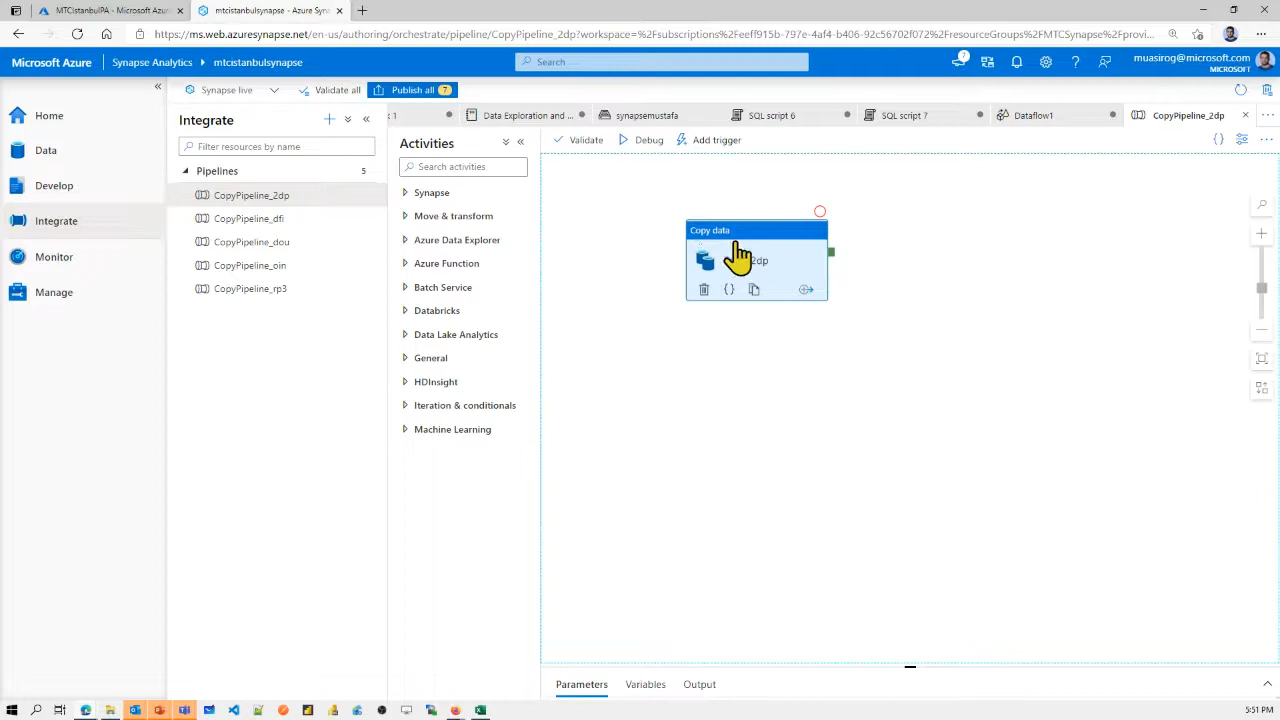 MTCIstanbulPA - Microsoft Azur
mtcistanbulsynapse - Azure Syna
https://ms.web.azuresynapse.net/en-us/authoring/orchestrate/pipeline/CopyPipeline_2dp?workspace=%2Fsubscriptions%2Feeff915b-797e-4af4-b406-92c56702f072%2FresourceGroups%2FMTCSynapse%2Fprovi...
Microsoft Azure
Synapse Analytics
mtcistanbulsynapse
Search
7
muasirog@microsoft.com
MICROSOFT
Synapse live
Validate all
Publish all
7
Home
Data
Develop
Integrate
Monitor
Manage
Integrate
Filter resources by name
Pipelines
5
CopyPipeline_2dp
CopyPipeline_dfi
CopyPipeline_dou
CopyPipeline_oin
CopyPipeline_rp3
1
Data Exploration and ...
synapsemustafa
SQL script 6
SQL script 7
Dataflow1
CopyPipeline_2dp
Activities
Search activities
Synapse
Move & transform
Azure Data Explorer
Azure Function
Batch Service
Databricks
Data Lake Analytics
General
HDInsight
Iteration & conditionals
Machine Learning
Validate
Debug
Add trigger
Copy data
2dp
Parameters
Variables
Output
5:51 PM